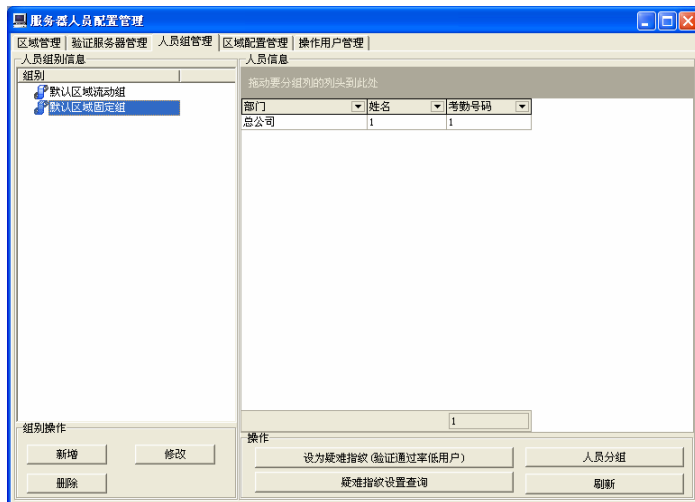 服务器人员配置管理
区域管理 验证服务器管理 人员组管理 区域配置管理 操作用户管理
人员组别信息
组别
默认区域流动组
默认区域固定组
组别操作
新增 修改
删除
人员信息
拖动要分组列的列头到此处
部门 姓名 考勤号码
总公司 1 1
1
操作
设为疑难指纹(验证通过率低用户) 人员分组
疑难指纹设置查询 刷新